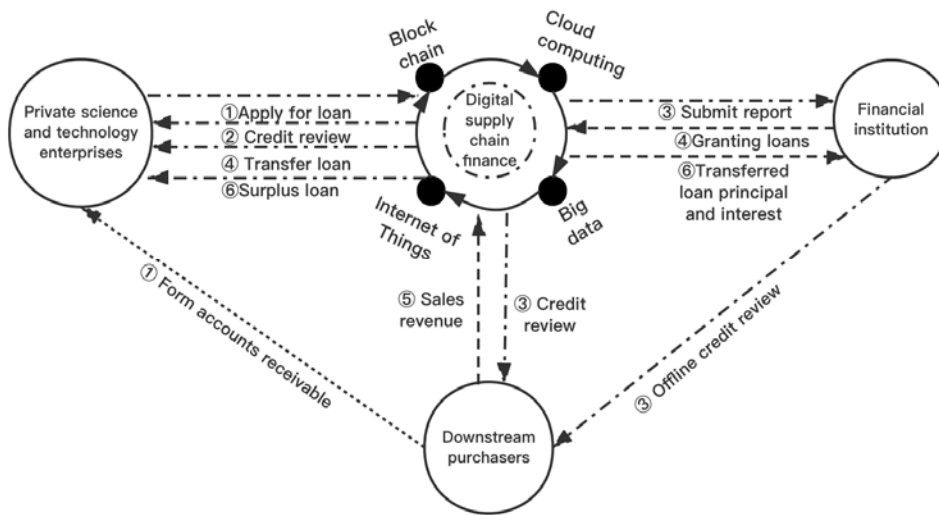 Block
chain
Cloud
computing
Private science
and technology
enterprises
①Apply for loan
② Credit review
④ Transfer loan
⑥Surplus loan
Digital
supply
chain
finance
③ Submit report
④Granting loans
⑥Transferred
loan principal
and interest
Financial
institution
Internet of
Things
Big
data
① Form accounts receivable
⑤ Sales
revenue
③ Credit
review
③ Offline credit review
Downstream
purchasers